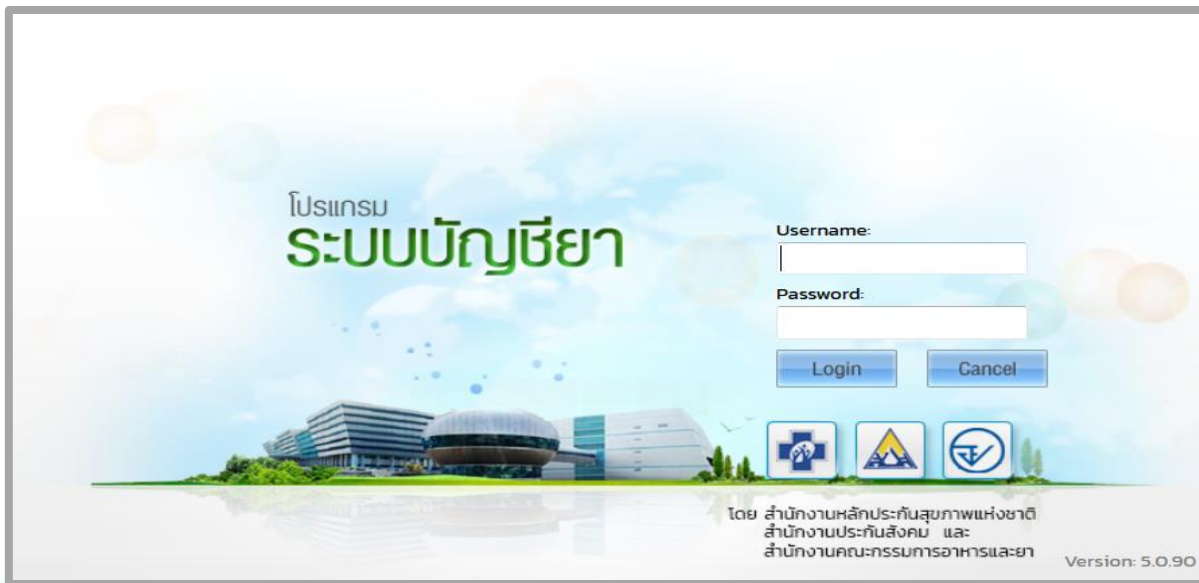 โปรแกรม
ระบบบัญชียา
Username:
Password:
Login Cancel
โดย สำนักงานหลักประกันสุขภาพแห่งชาติ
สำนักงานประกันสังคม และ
สำนักงานคณะกรรมการอาหารและยา
Version: 5.0.90